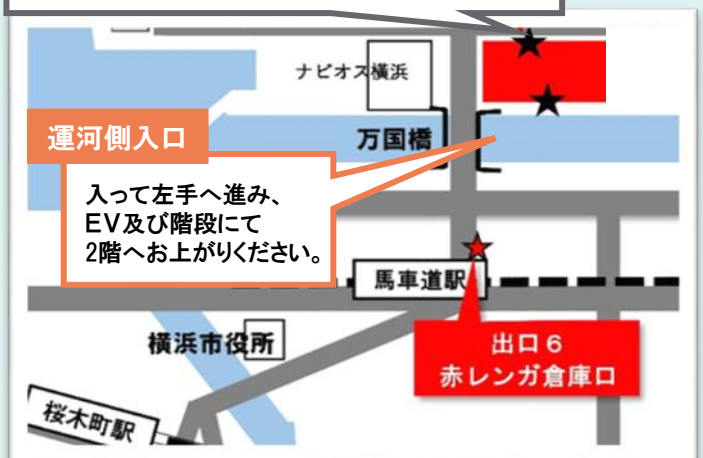 ナビオス横浜
運河側入口
万国橋
入って左手へ進み、
EV及び階段にて
2階へお上がりください。
馬車道駅
横浜市役所
出口6
赤レンガ倉庫口
桜木町駅